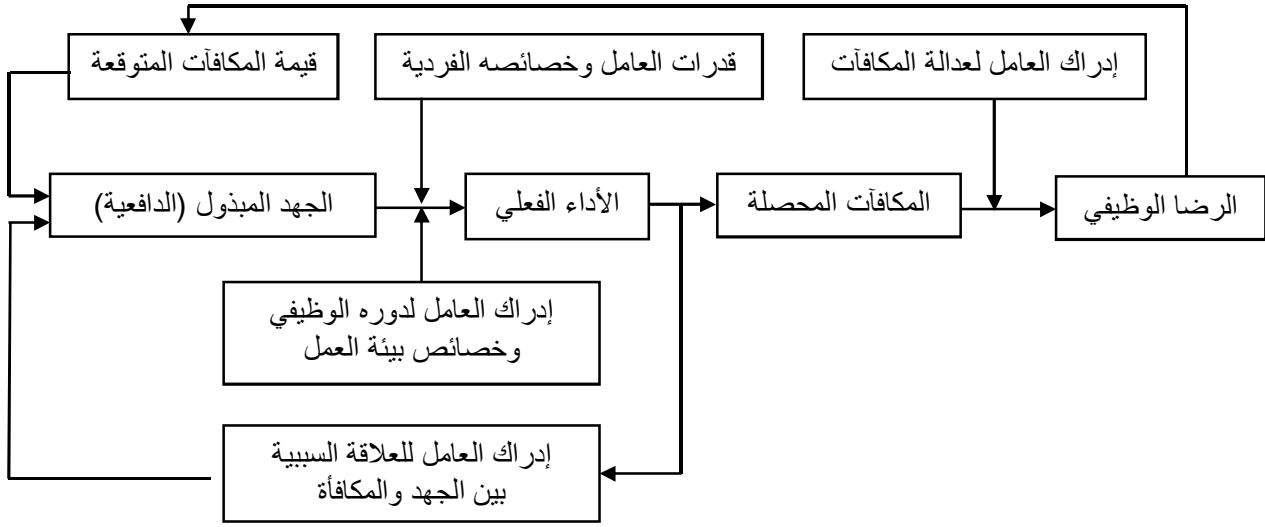 إدراك العامل لعدالة المكافآت
قدرات العامل وخصائصه الفردية
قيمة المكافآت المتوقعة
الرضا الوظيفي
المكافآت المحصلة
الأداء الفعلي
الجهد المبذول (الدافعية)
إدراك العامل لدوره الوظيفي
وخصائص بيئة العمل
إدراك العامل للعلاقة السببية
بين الجهد والمكافأة